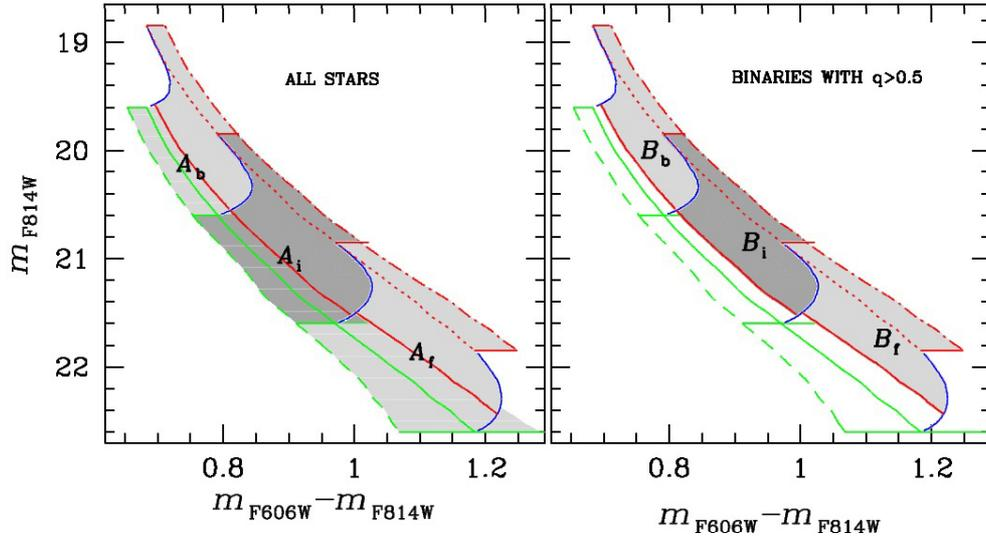 ALL STARS
BINARIES WITH q>0.5
19
20
21
22
m_F814W
A_b
A_i
A_f
B_b
B_i
B_f
0.8 1 1.2
0.8 1 1.2
m_F606W−m_F814W
m_F606W−m_F814W